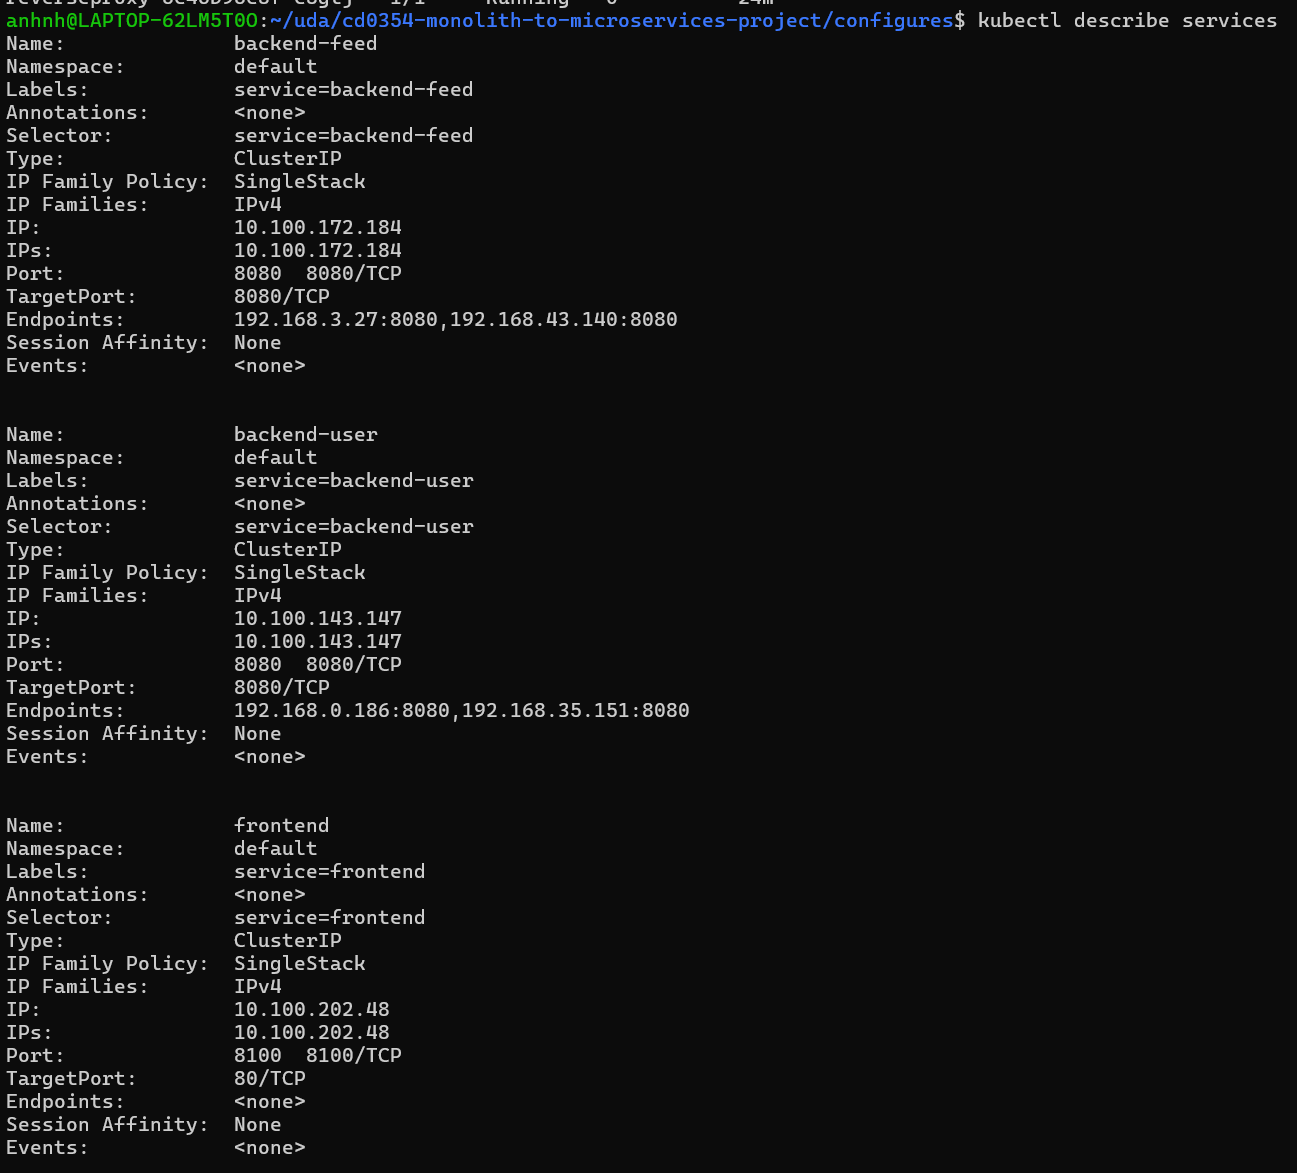 Running 0 24m
anhnh@LAPTOP-62LM5T0O:~/uda/cd0354-monolith-to-microservices-project/configures$ kubectl describe services
Name:              backend-feed
Namespace:         default
Labels:            service=backend-feed
Annotations:       <none>
Selector:          service=backend-feed
Type:              ClusterIP
IP Family Policy:  SingleStack
IP Families:       IPv4
IP:                10.100.172.184
IPs:               10.100.172.184
Port:              8080  8080/TCP
TargetPort:        8080/TCP
Endpoints:         192.168.3.27:8080,192.168.43.140:8080
Session Affinity:  None
Events:            <none>
Name:              backend-user
Namespace:         default
Labels:            service=backend-user
Annotations:       <none>
Selector:          service=backend-user
Type:              ClusterIP
IP Family Policy:  SingleStack
IP Families:       IPv4
IP:                10.100.143.147
IPs:               10.100.143.147
Port:              8080  8080/TCP
TargetPort:        8080/TCP
Endpoints:         192.168.0.186:8080,192.168.35.151:8080
Session Affinity:  None
Events:            <none>
Name:              frontend
Namespace:         default
Labels:            service=frontend
Annotations:       <none>
Selector:          service=frontend
Type:              ClusterIP
IP Family Policy:  SingleStack
IP Families:       IPv4
IP:                10.100.202.48
IPs:               10.100.202.48
Port:              8100  8100/TCP
TargetPort:        80/TCP
Endpoints:         <none>
Session Affinity:  None
Events:            <none>